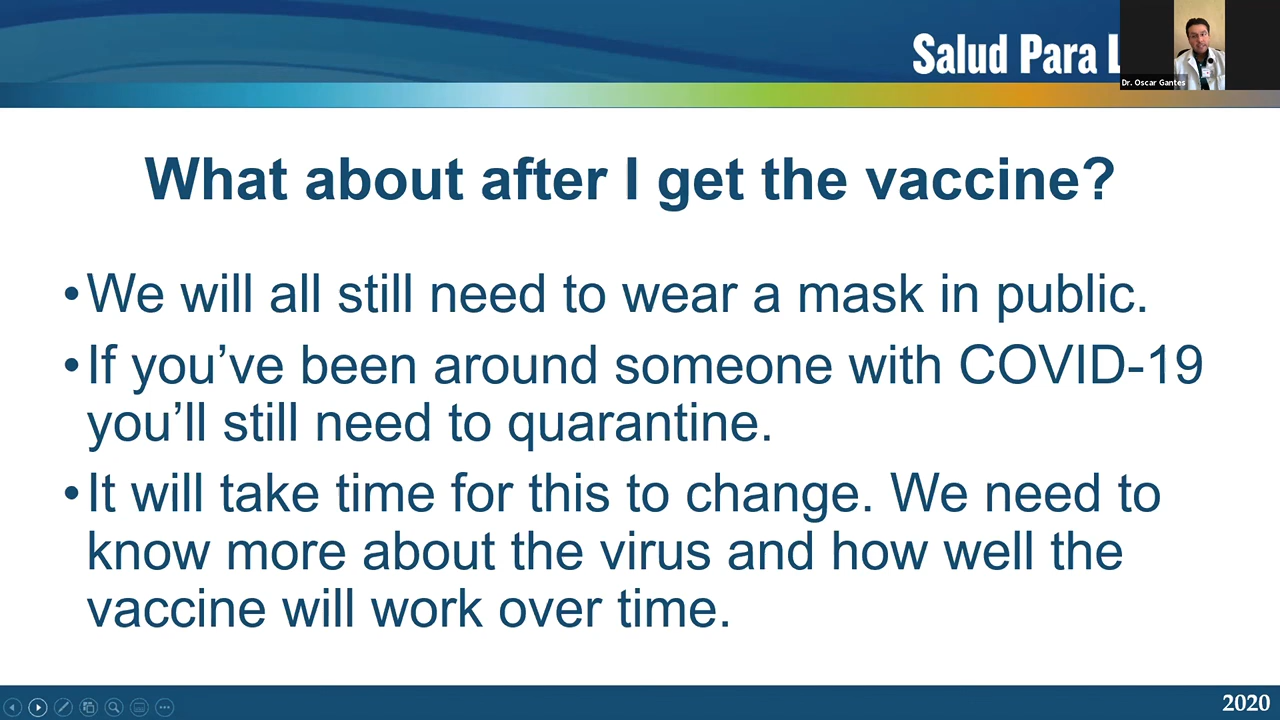 Salud Para L
Dr. Oscar Gantes
What about after I get the vaccine?
•We will all still need to wear a mask in public.
•If you’ve been around someone with COVID-19
you’ll still need to quarantine.
•It will take time for this to change. We need to
know more about the virus and how well the
vaccine will work over time.
2020